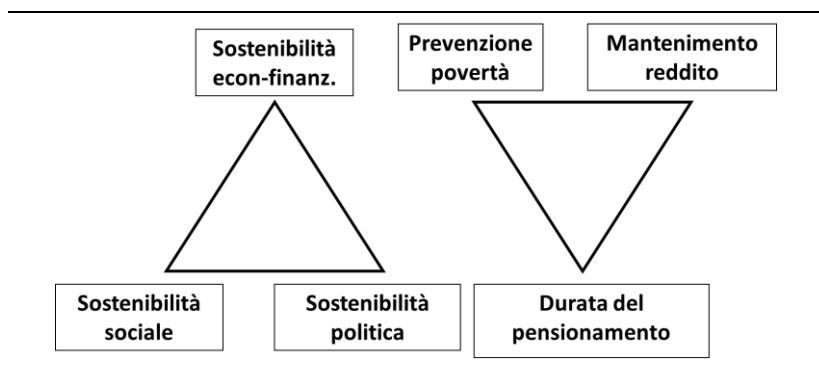 Sostenibilità
econ-finanz.
Prevenzione
povertà
Mantenimento
reddito
Sostenibilità
sociale
Sostenibilità
politica
Durata del
pensionamento